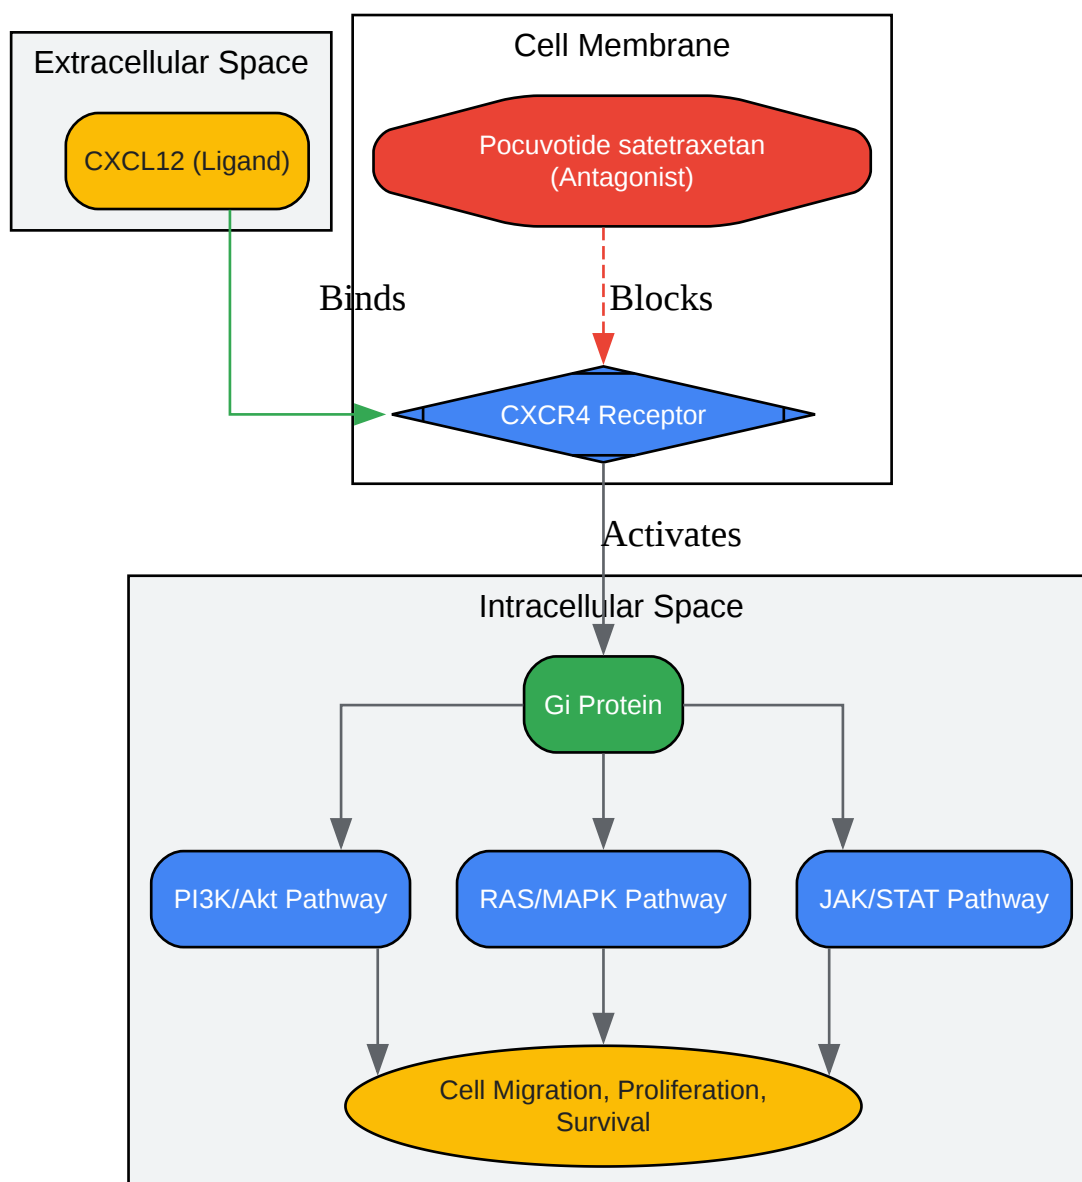 Extracellular Space
CXCL12 (Ligand)
Cell Membrane
Pocuvotide satetraxetan
(Antagonist)
Binds
Blocks
CXCR4 Receptor
Activates
Intracellular Space
Gi Protein
PI3K/Akt Pathway
RAS/MAPK Pathway
JAK/STAT Pathway
Cell Migration, Proliferation,
Survival